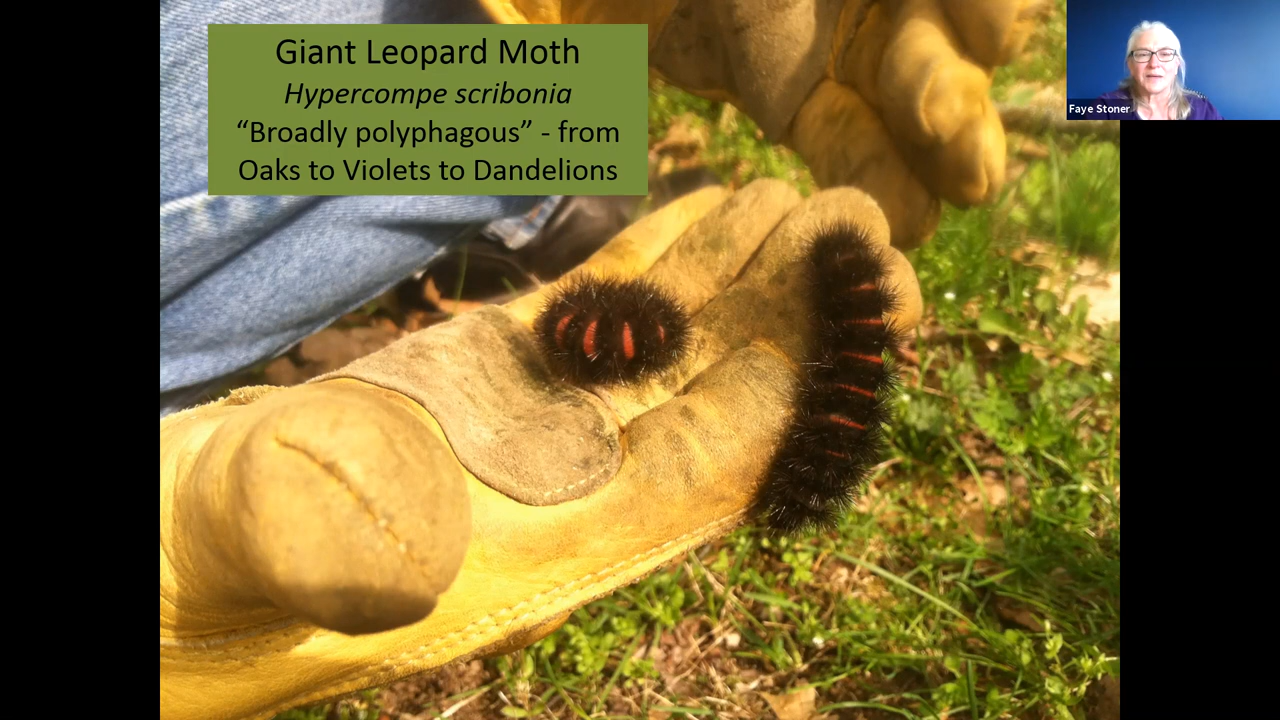 Giant Leopard Moth
Hypercompe scribonia
“Broadly polyphagous” - from
Oaks to Violets to Dandelions
Faye Stoner